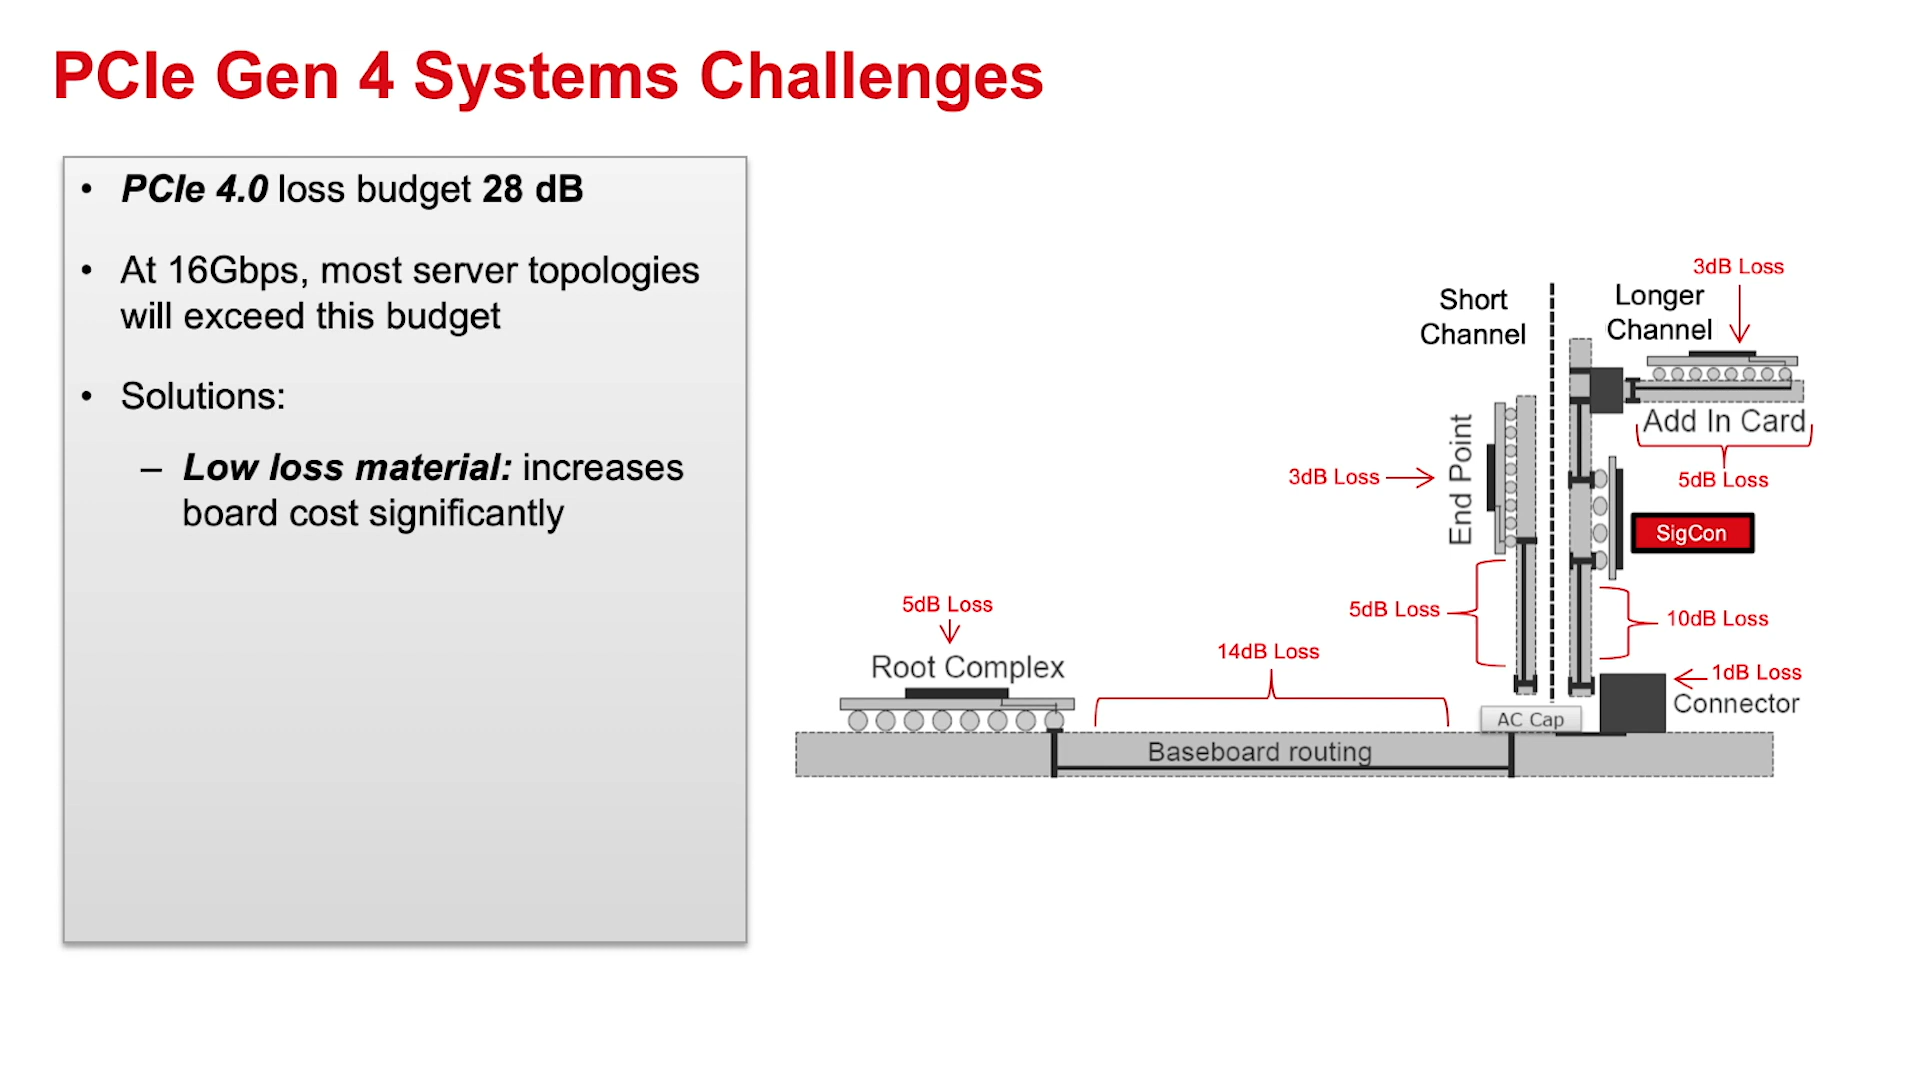 PCIe Gen 4 Systems Challenges
• PCIe 4.0 loss budget 28 dB
• At 16Gbps, most server topologies
will exceed this budget
• Solutions:
– Low loss material: increases
board cost significantly
3dB Loss
Short
Channel
Longer
Channel
Add In Card
5dB Loss
End Point
3dB Loss
SigCon
5dB Loss
10dB Loss
5dB Loss
Root Complex
14dB Loss
1dB Loss
Connector
AC Cap
Baseboard routing